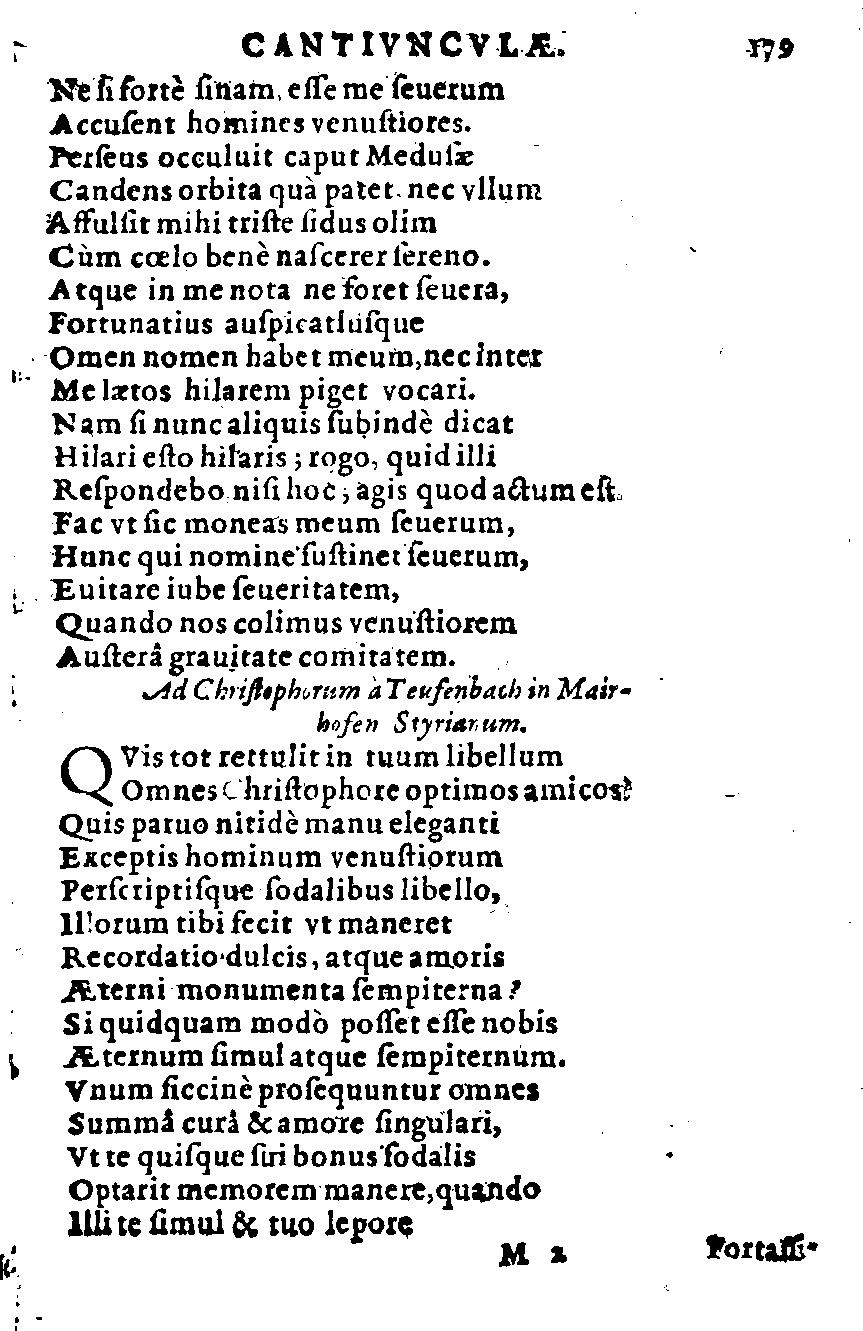 CANTIVNCVLÆ. 179
Ne si fortè sinam, esse me seuerum
Accusent homines venustiores.
Perseus occuluit caput Medusæ
Candens orbita quà patet. nec vllum
Affulsit mihi triste sidus olim
Cùm cœlo benè nascerer sereno.
Atque in me nota ne foret seuera,
Fortunatius auspicatiúsque
Omen nomen habet meum, nec inter
Me lætos hilarem piget vocari.
Nam si nunc aliquis subindè dicat
Hilari esto hilaris; rogo, quid illi
Respondebo nisi hoc; agis quod actum est.
Fac vt sic moneas meum seuerum,
Hunc qui nomine sustinet seuerum,
Euitare iube seueritatem,
Quando nos colimus venustiorem
Austerâ grauitate comitatem.
Ad Christophorum à Teufenbach in Mair-
hofen Styrianum.
QVis tot rettulit in tuum libellum
Omnes Christophore optimos amicos?
Quis paruo nitidè manu eleganti
Exceptis hominum venustiorum
Perscriptisque sodalibus libello,
Illorum tibi fecit vt maneret
Recordatio dulcis, atque amoris
Æterni monumenta sempiterna?
Si quidquam modò posset esse nobis
Æternum simul atque sempiternum.
Vnum siccinè prosequuntur omnes
Summâ curâ & amore singulari,
Vt te quisque siri bonus sodalis
Optarit memorem manere, quando
Illi te simul & tuo lepore
M 2 Fortassi-